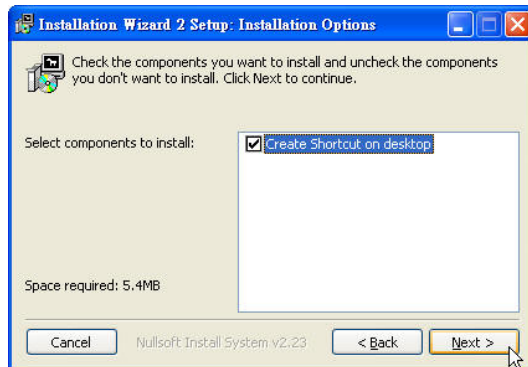 Installation Wizard 2 Setup: Installation Options
Check the components you want to install and uncheck the components
you don't want to install. Click Next to continue.
Select components to install:
Create Shortcut on desktop
Space required: 5.4MB
Cancel
Nullsoft Install System v2.23
< Back
Next >